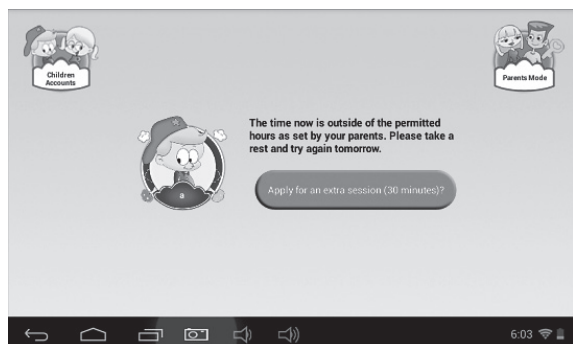 Children
Accounts
Parents Mode
The time now is outside of the permitted
hours as set by your parents. Please take a
rest and try again tomorrow.
a
Apply for an extra session (30 minutes)?
6:03